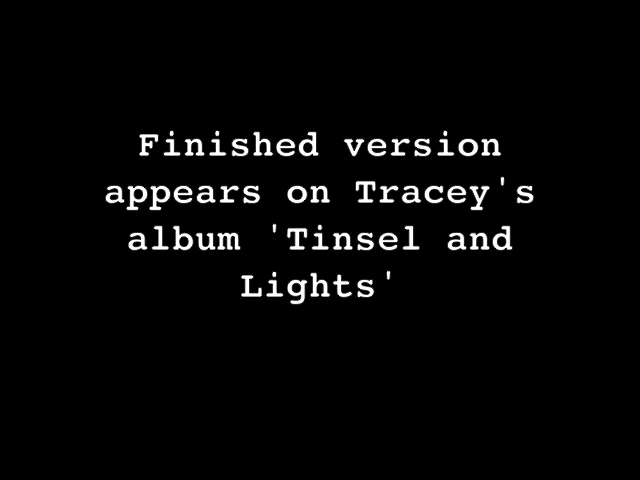 Finished version
appears on Tracey's
album 'Tinsel and
Lights'